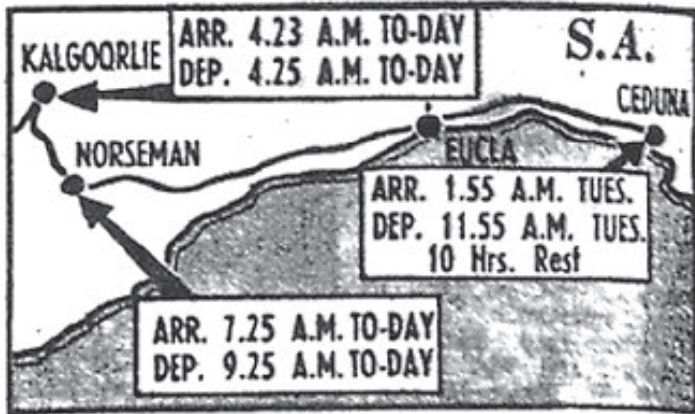 ARR. 4.23 A.M. TO-DAY
DEP. 4.25 A.M. TO-DAY
S.A.
KALGOORLIE
CEDUNA
NORSEMAN
EUCLA
ARR. 1.55 A.M. TUES.
DEP. 11.55 A.M. TUES.
10 Hrs. Rest
ARR. 7.25 A.M. TO-DAY
DEP. 9.25 A.M. TO-DAY